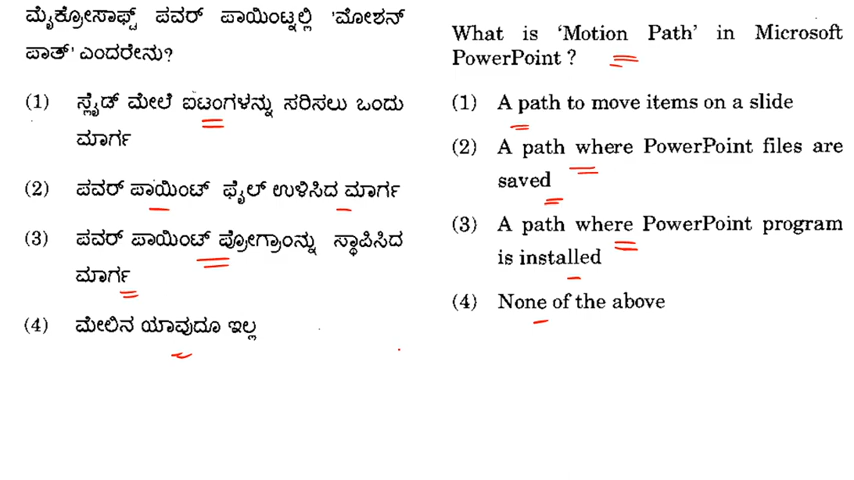 ಮೈಕ್ರೋಸಾಫ್ಟ್ ಪವರ್ ಪಾಯಿಂಟ್ನಲ್ಲಿ 'ಮೋಶನ್
ಪಾತ್' ಎಂದರೇನು?
(1) ಸ್ಲೈಡ್ ಮೇಲೆ ಐಟಂಗಳನ್ನು ಸರಿಸಲು ಒಂದು
ಮಾರ್ಗ
(2) ಪವರ್ ಪಾಯಿಂಟ್ ಫೈಲ್ ಉಳಿಸಿದ ಮಾರ್ಗ
(3) ಪವರ್ ಪಾಯಿಂಟ್ ಪ್ರೋಗ್ರಾಂನ್ನು ಸ್ಥಾಪಿಸಿದ
ಮಾರ್ಗ
(4) ಮೇಲಿನ ಯಾವುದೂ ಇಲ್ಲ
What is ‘Motion Path’ in Microsoft
PowerPoint ?
(1) A path to move items on a slide
(2) A path where PowerPoint files are
saved
(3) A path where PowerPoint program
is installed
(4) None of the above